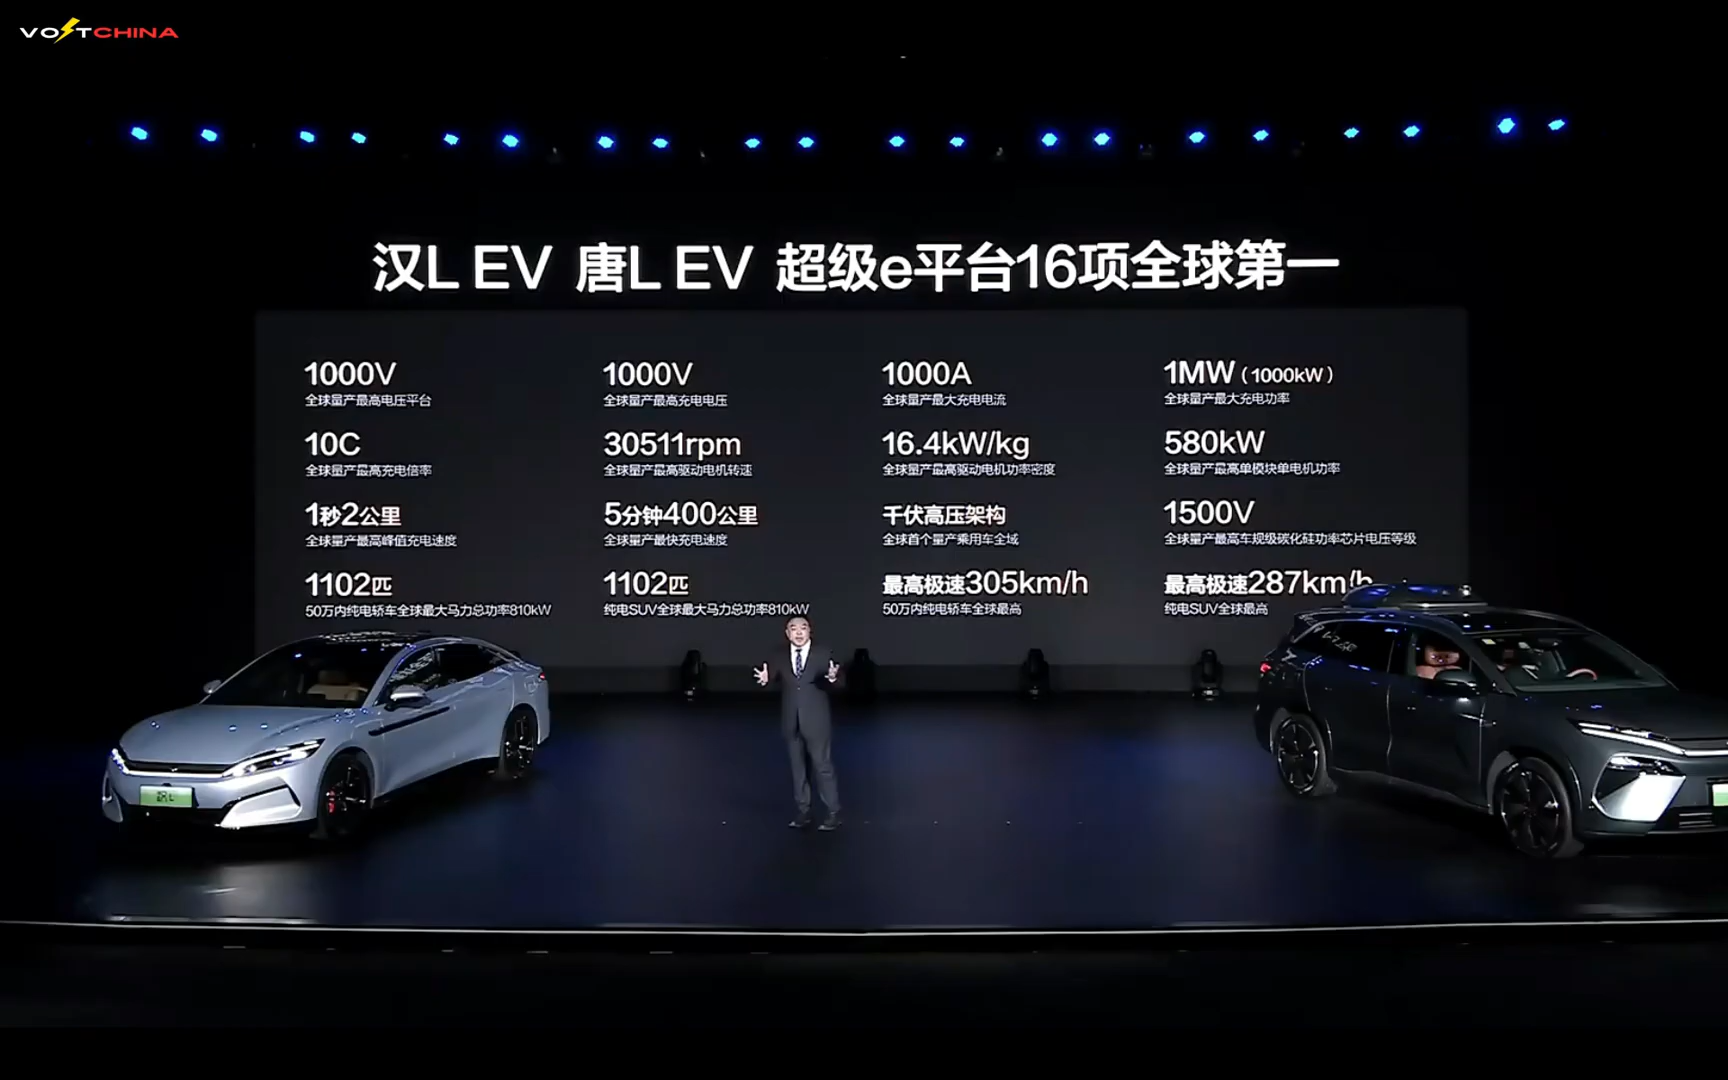 VOLTCHINA
汉L EV 唐L EV 超级e平台16项全球第一
1000V
全球量产最高电压平台
1000V
全球量产最高充电电压
1000A
全球量产最大充电电流
1MW（1000kW）
全球量产最大充电功率
10C
全球量产最高充电倍率
30511rpm
全球量产最高驱动电机转速
16.4kW/kg
全球量产最高驱动电机功率密度
580kW
全球量产最高单模块单电机功率
1秒2公里
全球量产最高峰值充电速度
5分钟400公里
全球量产最快充电速度
千伏高压架构
全球首个量产乘用车全域
1500V
全球量产最高车规级碳化硅功率芯片电压等级
1102匹
50万内纯电轿车全球最大马力总功率810kW
1102匹
纯电SUV全球最大马力总功率810kW
最高极速305km/h
50万内纯电轿车全球最高
最高极速287km/h
纯电SUV全球最高
汉L